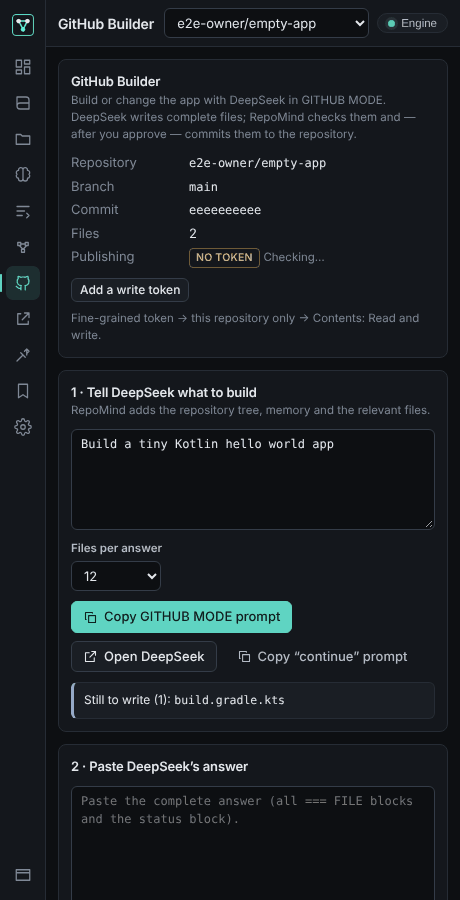 GitHub Builder
e2e-owner/empty-app
Engine
GitHub Builder
Build or change the app with DeepSeek in GITHUB MODE.
DeepSeek writes complete files; RepoMind checks them and —
after you approve — commits them to the repository.
Repository e2e-owner/empty-app
Branch main
Commit eeeeeeeeee
Files 2
Publishing NO TOKEN Checking...
Add a write token
Fine-grained token → this repository only → Contents: Read and
write.
1 · Tell DeepSeek what to build
RepoMind adds the repository tree, memory and the relevant files.
Build a tiny Kotlin hello world app
Files per answer
12
Copy GITHUB MODE prompt
Open DeepSeek
Copy “continue” prompt
Still to write (1): build.gradle.kts
2 · Paste DeepSeek’s answer
Paste the complete answer (all === FILE blocks
and the status block).